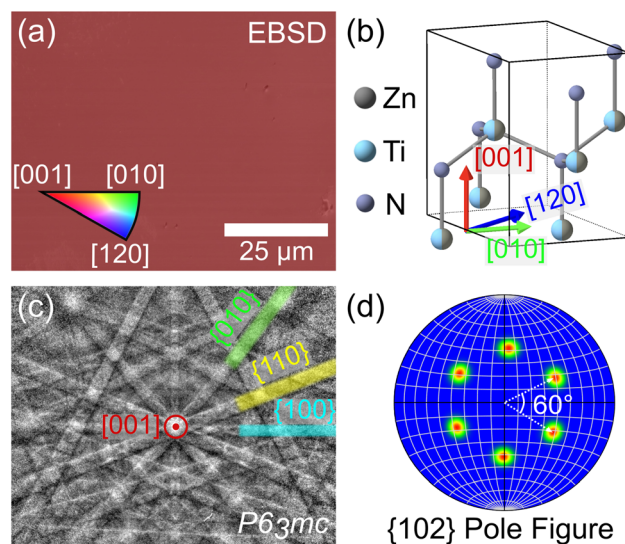 (a)
EBSD
[001]
[010]
[120]
25 µm
(b)
Zn
Ti
N
[001]
[120]
[010]
(c)
{010}
{110}
{100}
[001]
P6₃mc
(d)
60°
{102} Pole Figure